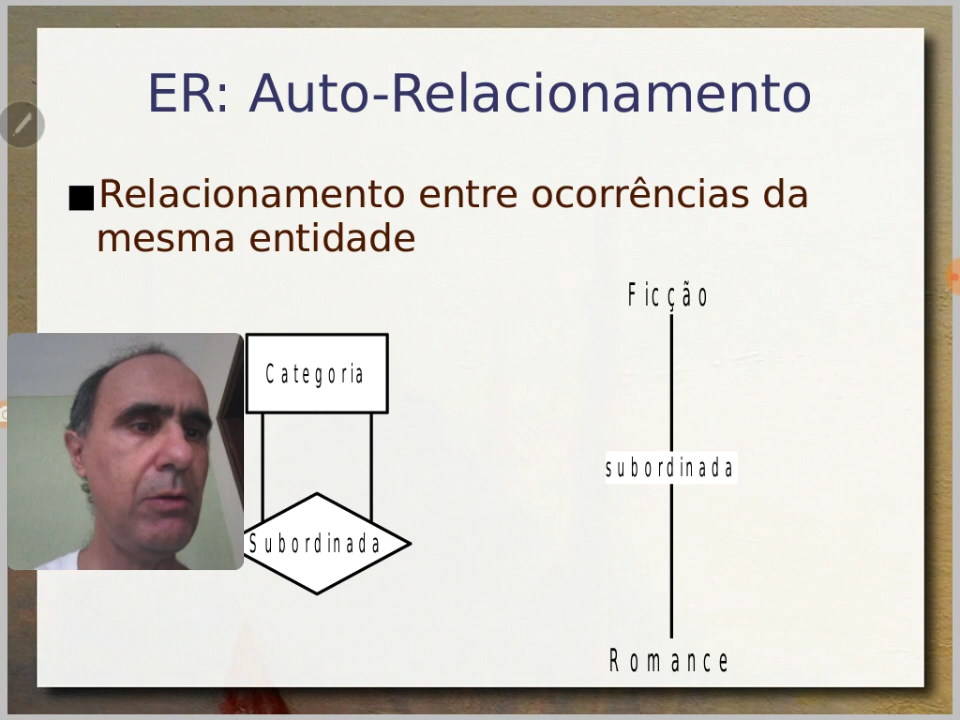 ER: Auto-Relacionamento
Relacionamento entre ocorrências da
mesma entidade
Ficção
Categoria
subordinada
Subordinada
Romance